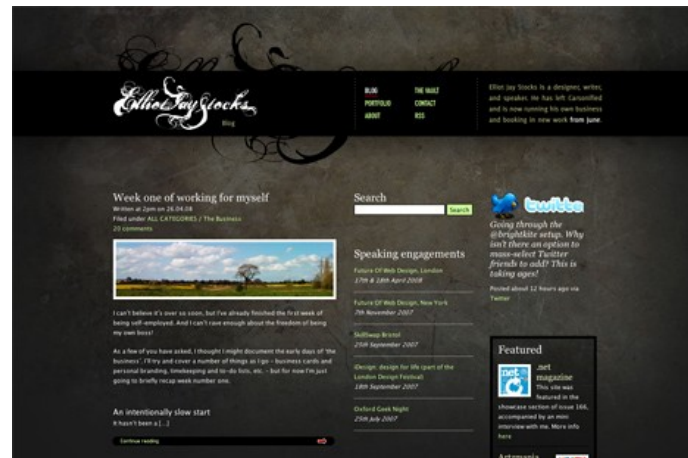 Elliot Jay Stocks
Blog
BLOG
PORTFOLIO
ABOUT
THE VAULT
CONTACT
RSS
Elliot Jay Stocks is a designer, writer,
and speaker. He has left Carsonified
and is now running his own business
and booking in new work from June.
Week one of working for myself
Written at 2pm on 26.04.08
Filed under ALL CATEGORIES / The Business
20 comments
I can't believe it's over so soon, but I've already finished the first week of
being self-employed. And I can't rave enough about the freedom of being
my own boss!
As a few of you have asked, I thought I might document the early days of 'the
business'. I'll try and cover a number of things as I go – business cards and
personal branding, timekeeping and to-do lists, etc. – but for now I'm just
going to briefly recap week number one.
An intentionally slow start
It hasn't been a [...]
Continue reading
Search
Search
Speaking engagements
Future Of Web Design, London
17th & 18th April 2008
Future Of Web Design, New York
7th November 2007
SkillSwap Bristol
25th September 2007
iDesign: design for life (part of the
London Design Festival)
18th September 2007
Oxford Geek Night
25th July 2007
twitter
Going through the
@brightkite setup. Why
isn't there an option to
mass-select Twitter
friends to add? This is
taking ages!
Posted about 12 hours ago via
Twitter
Featured
.net
.net
magazine
This site was
featured in the
showcase section of issue 166,
accompanied by an mini
interview with me. More info
here